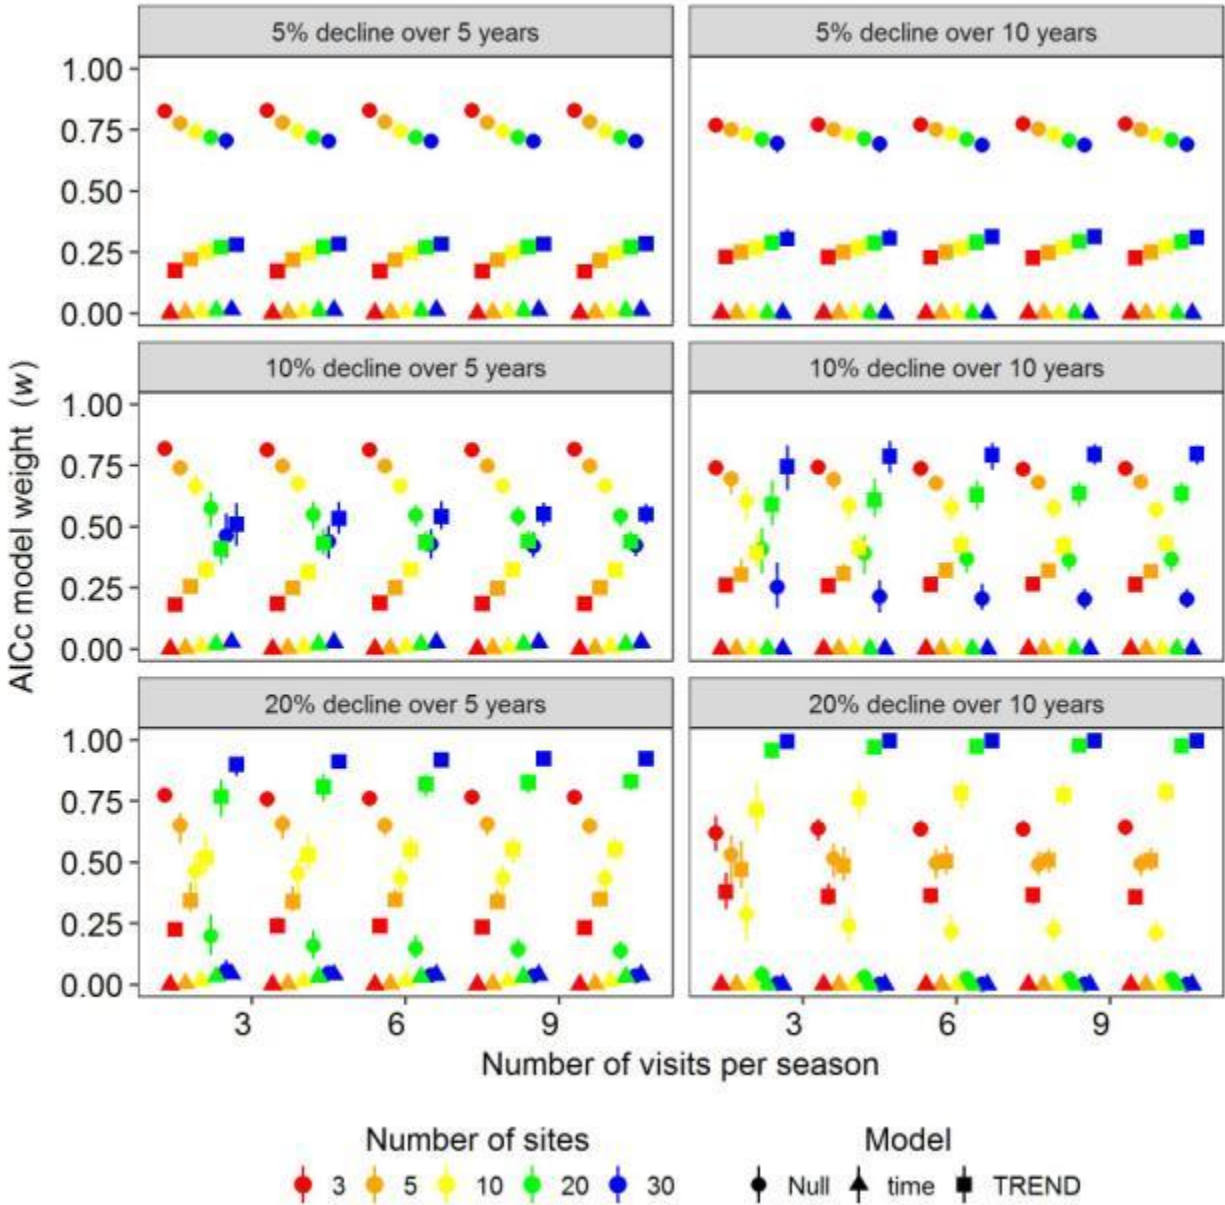 5% decline over 5 years
5% decline over 10 years
1.00
0.75
0.50
0.25
0.00
10% decline over 5 years
10% decline over 10 years
1.00
0.75
0.50
0.25
0.00
20% decline over 5 years
20% decline over 10 years
1.00
0.75
0.50
0.25
0.00
AICc model weight (w)
3 6 9
3 6 9
Number of visits per season
Number of sites
3 5 10 20 30
Model
Null time TREND